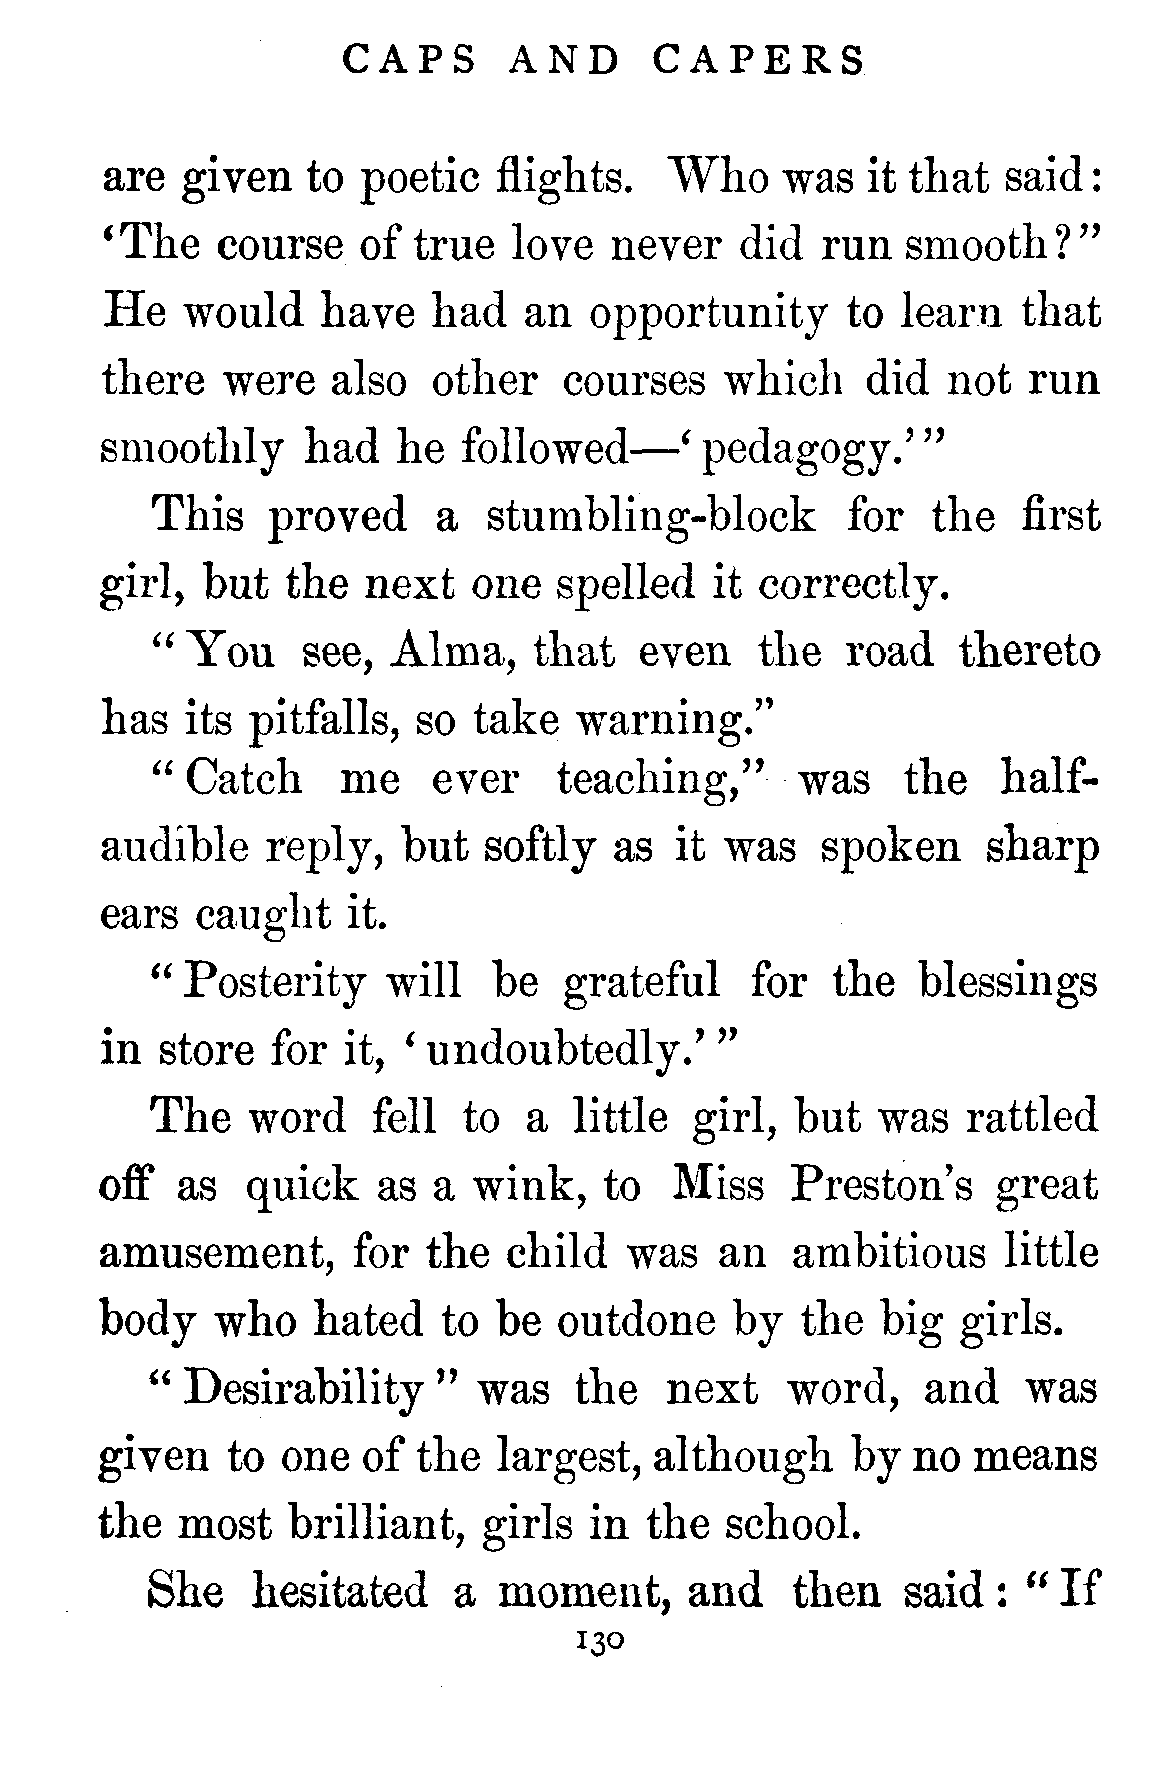 CAPS AND CAPERS
are given to poetic flights. Who was it that said:
‘The course of true love never did run smooth?”
He would have had an opportunity to learn that
there were also other courses which did not run
smoothly had he followed—‘pedagogy.’”
This proved a stumbling-block for the first
girl, but the next one spelled it correctly.
“You see, Alma, that even the road thereto
has its pitfalls, so take warning.”
“Catch me ever teaching,” was the half-
audible reply, but softly as it was spoken sharp
ears caught it.
“Posterity will be grateful for the blessings
in store for it, ‘undoubtedly.’”
The word fell to a little girl, but was rattled
off as quick as a wink, to Miss Preston’s great
amusement, for the child was an ambitious little
body who hated to be outdone by the big girls.
“Desirability” was the next word, and was
given to one of the largest, although by no means
the most brilliant, girls in the school.
She hesitated a moment, and then said: “If
130